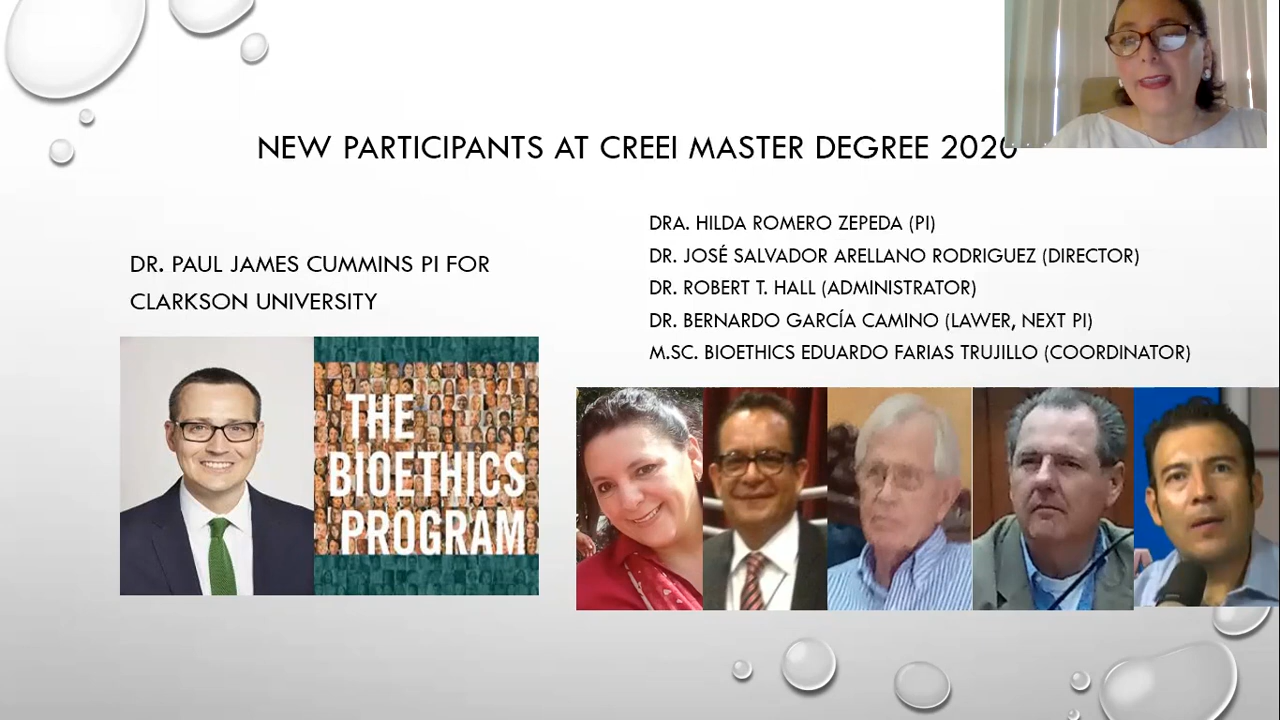 NEW PARTICIPANTS AT CREEI MASTER DEGREE 2020
DR. PAUL JAMES CUMMINS PI FOR
CLARKSON UNIVERSITY
THE
BIOETHICS
PROGRAM
DRA. HILDA ROMERO ZEPEDA (PI)
DR. JOSÉ SALVADOR ARELLANO RODRIGUEZ (DIRECTOR)
DR. ROBERT T. HALL (ADMINISTRATOR)
DR. BERNARDO GARCÍA CAMINO (LAWER, NEXT PI)
M.SC. BIOETHICS EDUARDO FARIAS TRUJILLO (COORDINATOR)